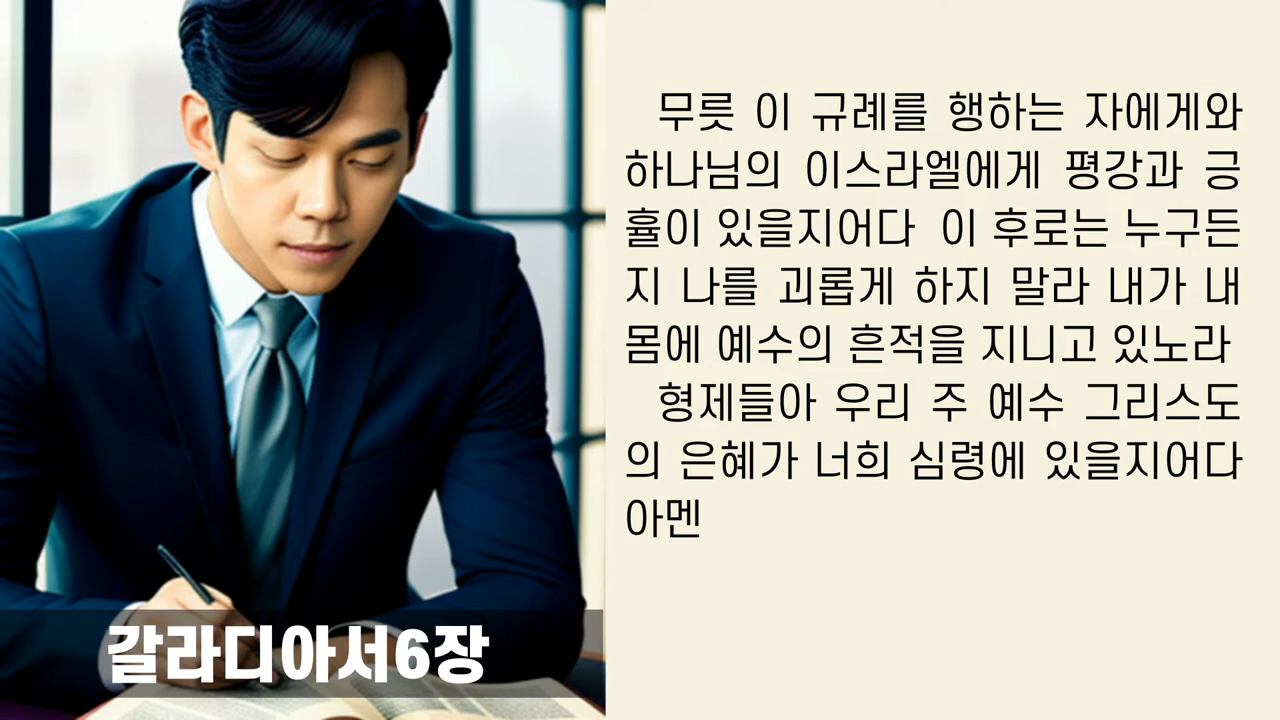 무릇 이 규례를 행하는 자에게와
하나님의 이스라엘에게 평강과 긍
휼이 있을지어다 이 후로는 누구든
지 나를 괴롭게 하지 말라 내가 내
몸에 예수의 흔적을 지니고 있노라
형제들아 우리 주 예수 그리스도
의 은혜가 너희 심령에 있을지어다
아멘
갈라디아서6장